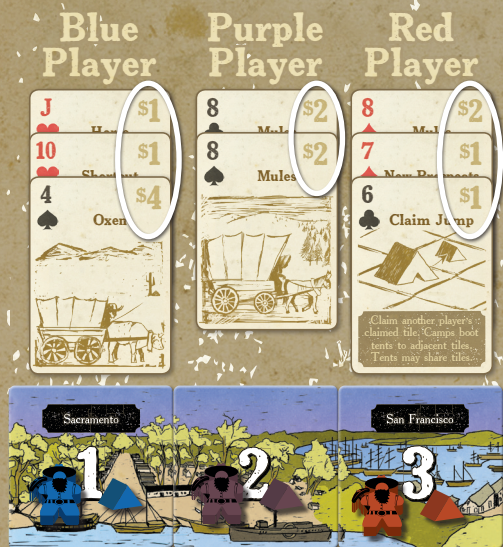 Blue
Player
Purple
Player
Red
Player
J
$1
10
$1
4
$4
Oxen
8
$2
8
$2
Mules
8
$2
7
$1
New Prospects
6
$1
Claim Jump
Claim another player's
claimed tile. Camps boot
tents to adjacent tiles.
Tents may share tiles.
Sacramento
San Francisco
1
2
3